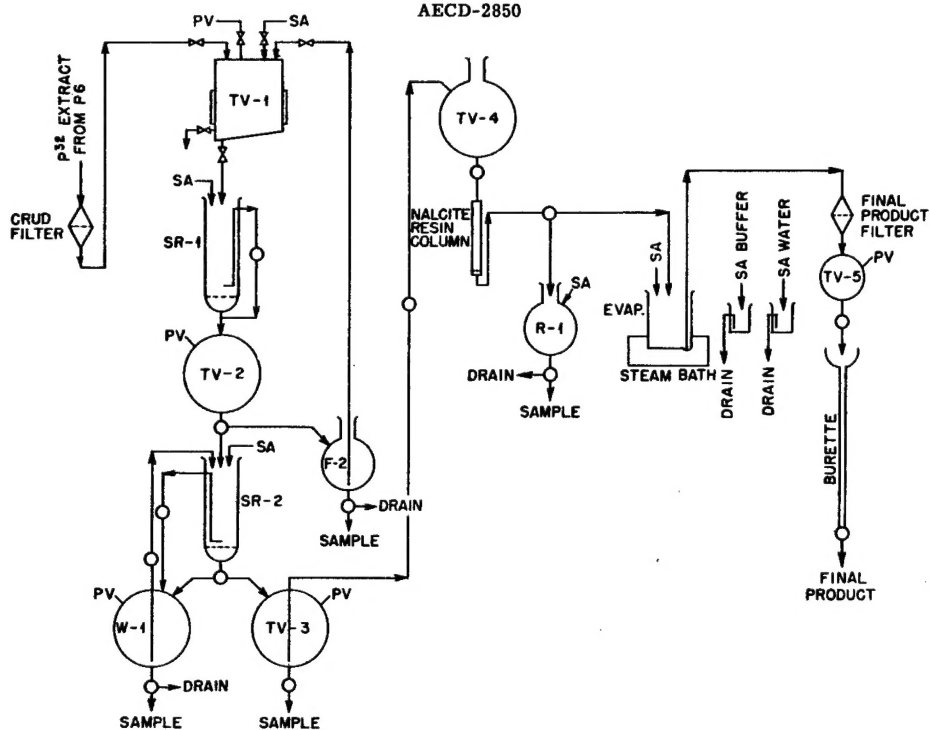 AECD-2850
PV
SA
P³² EXTRACT
FROM P6
TV-1
TV-4
SA
CRUD
FILTER
SR-1
NALCITE
RESIN
COLUMN
SA
SA BUFFER
SA WATER
FINAL
PRODUCT
FILTER
PV
TV-5
SA
EVAP.
R-1
PV
TV-2
DRAIN
STEAM BATH
DRAIN
DRAIN
SAMPLE
SA
F-2
BURETTE
SR-2
DRAIN
SAMPLE
FINAL
PRODUCT
PV
W-1
PV
TV-3
DRAIN
SAMPLE
SAMPLE